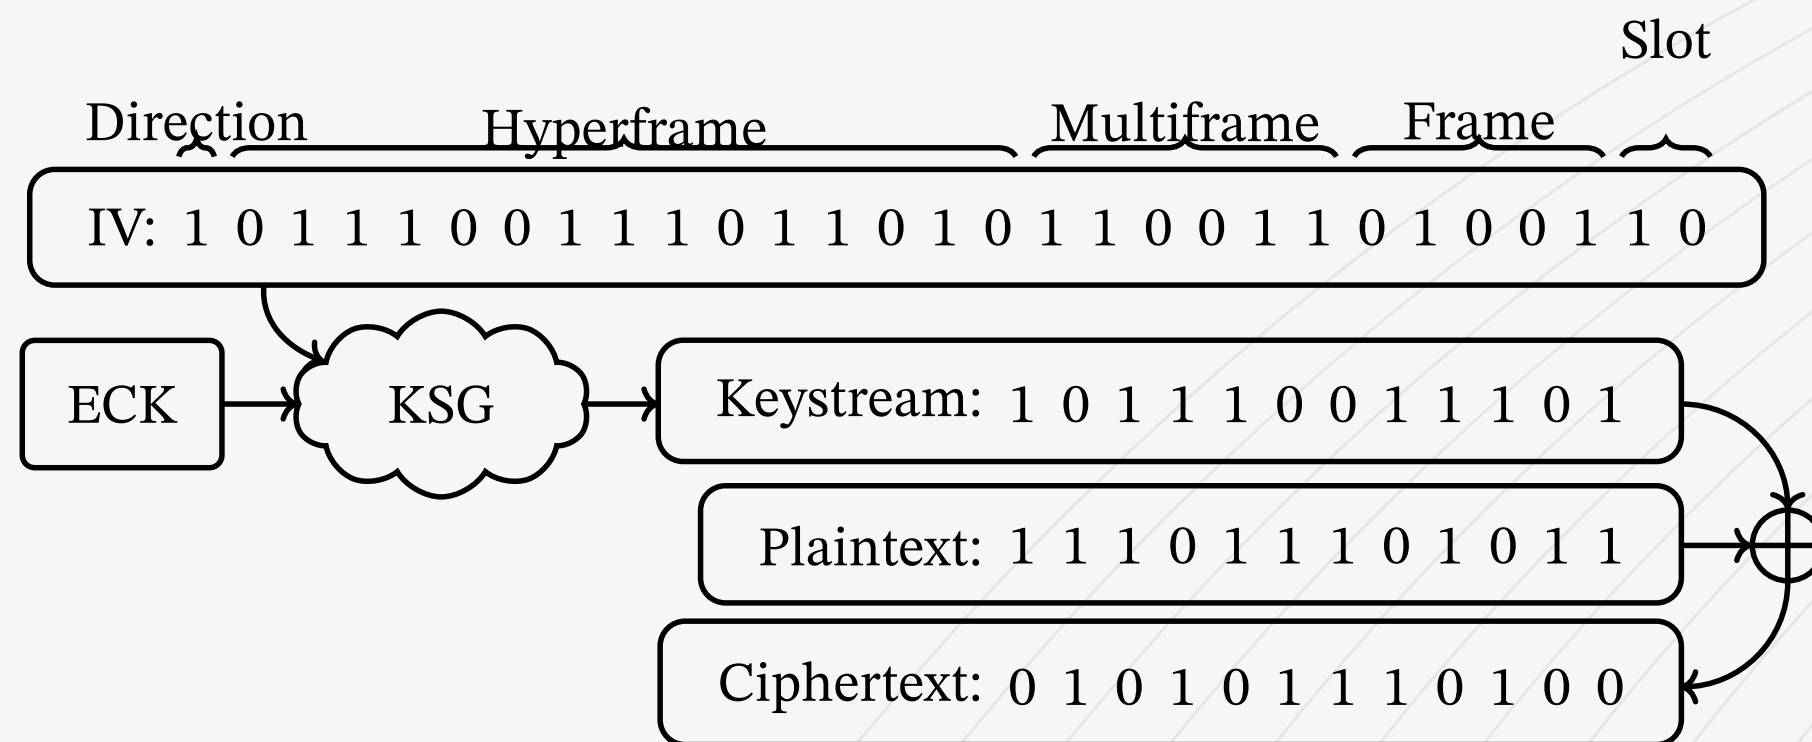 Slot
Direction Hyperframe Multiframe Frame
IV: 1 0 1 1 1 0 0 1 1 1 0 1 1 0 1 0 1 1 0 0 1 1 0 1 0 0 1 1 0
ECK KSG Keystream: 1 0 1 1 1 0 0 1 1 1 0 1
Plaintext: 1 1 1 0 1 1 1 0 1 0 1 1
Ciphertext: 0 1 0 1 0 1 1 1 0 1 0 0